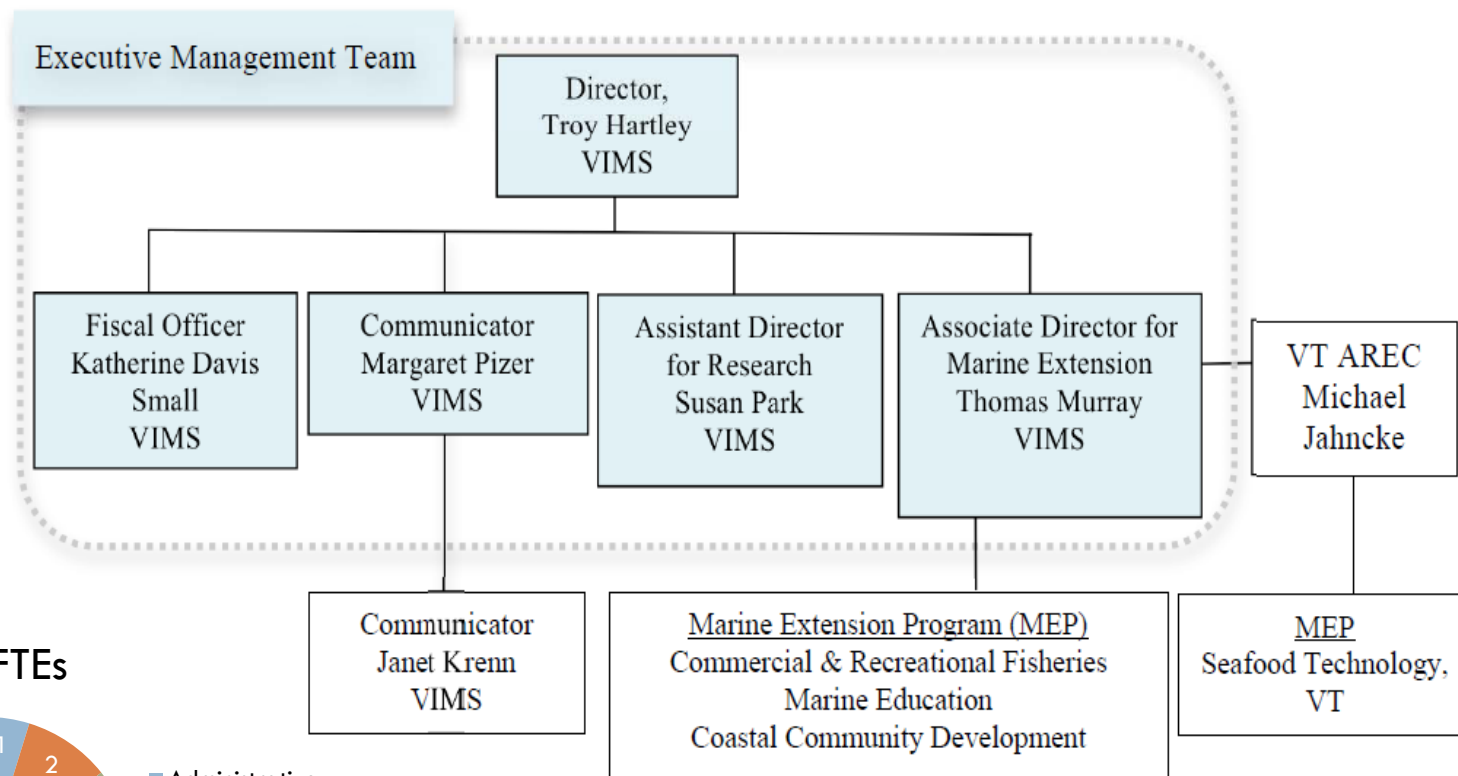 Executive Management Team
Director,
Troy Hartley
VIMS
Fiscal Officer
Katherine Davis
Small
VIMS
Communicator
Margaret Pizer
VIMS
Assistant Director
for Research
Susan Park
VIMS
Associate Director for
Marine Extension
Thomas Murray
VIMS
VT AREC
Michael
Jahncke
Communicator
Janet Krenn
VIMS
Marine Extension Program (MEP)
Commercial & Recreational Fisheries
Marine Education
Coastal Community Development
MEP
Seafood Technology,
VT
FTEs
1
2